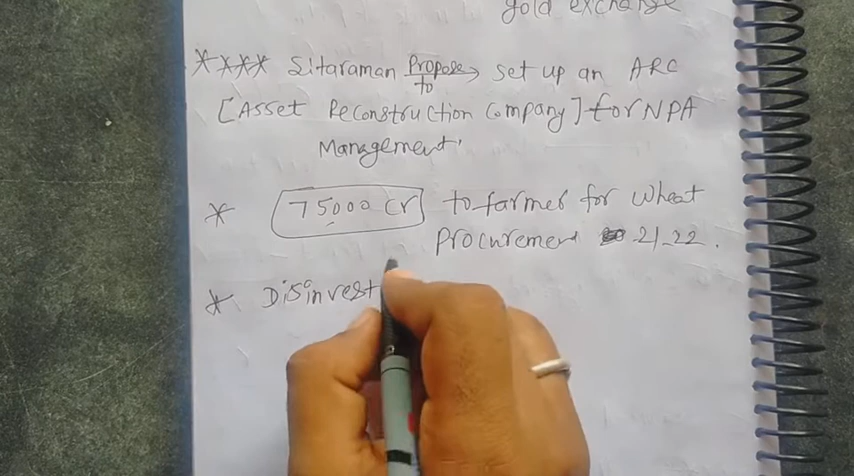 gold exchange
**** Sitaraman Propose to → set up an ARC
[Asset Reconstruction Company] for NPA
Management.
* 75000 Cr to farmer for wheat
Procurement 21-22.
* Disinvest